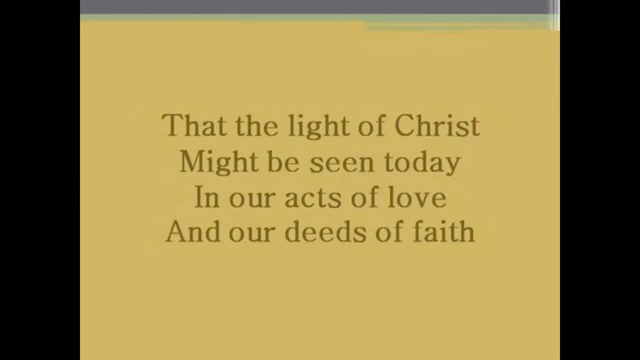 That the light of Christ
Might be seen today
In our acts of love
And our deeds of faith